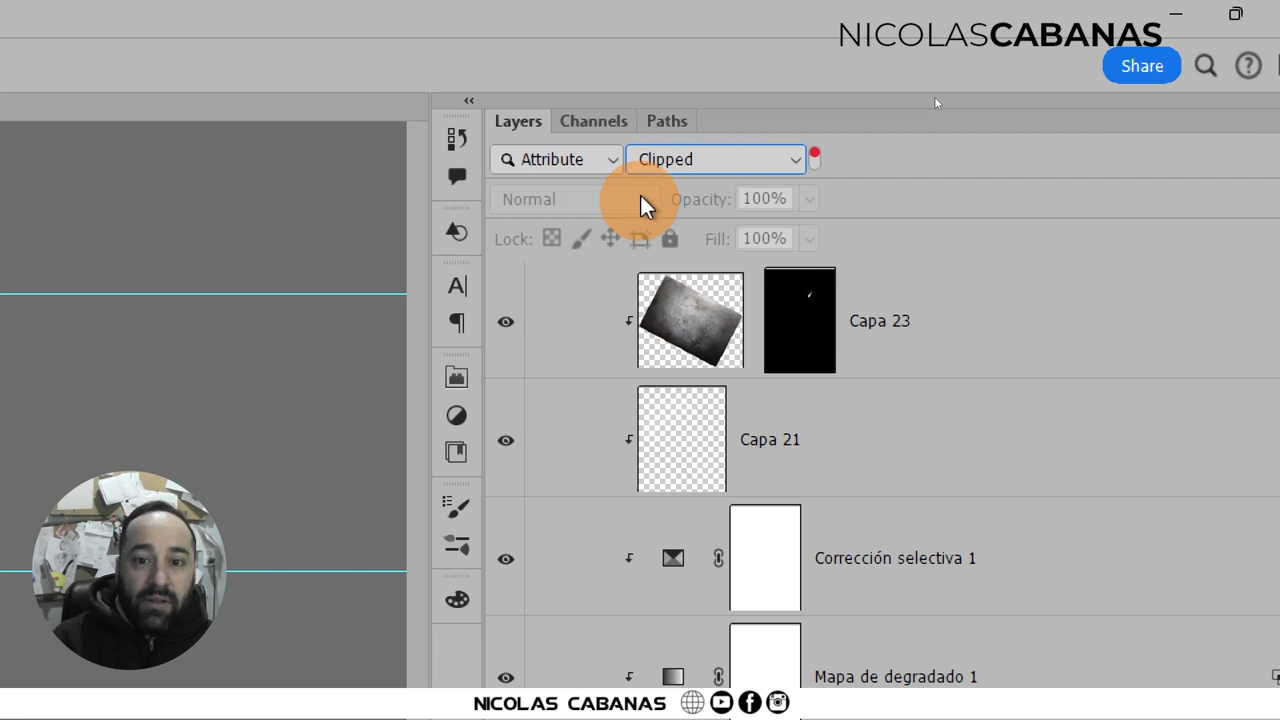 NICOLASCABANAS
Share
Layers Channels Paths
Attribute Clipped
Normal Opacity: 100%
Lock: Fill: 100%
Capa 23
Capa 21
Corrección selectiva 1
Mapa de degradado 1
NICOLAS CABANAS